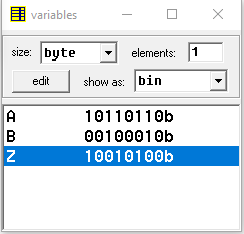 variables
size: byte elements: 1
edit show as: bin
A 10110110b
B 00100010b
Z 10010100b